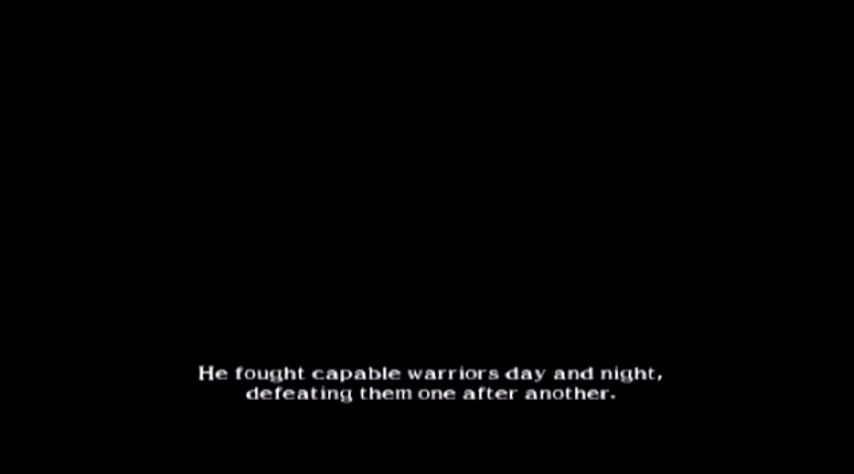 He fought capable warriors day and night,
defeating them one after another.